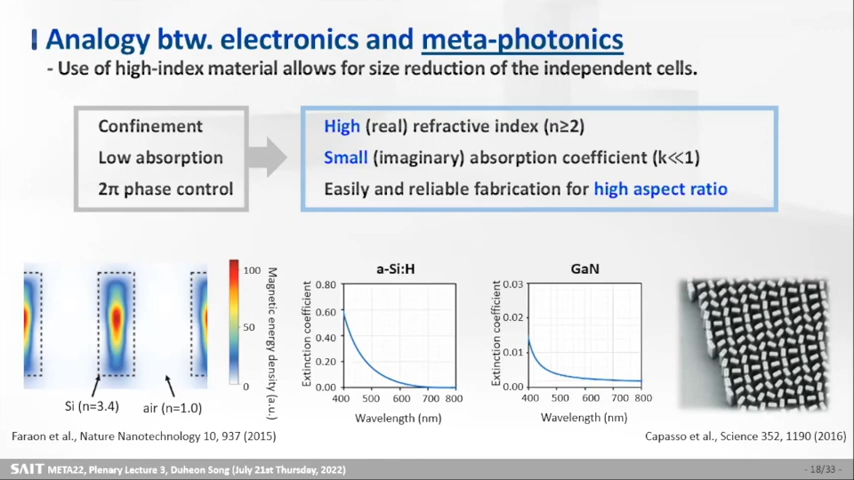 Analogy btw. electronics and meta-photonics
- Use of high-index material allows for size reduction of the independent cells.
Confinement
Low absorption
2π phase control
High (real) refractive index (n≥2)
Small (imaginary) absorption coefficient (k≪1)
Easily and reliable fabrication for high aspect ratio
100
50
0
Magnetic energy density (a.u.)
Si (n=3.4)
air (n=1.0)
a-Si:H
Extinction coefficient
0.80
0.60
0.40
0.20
0.00
400 500 600 700 800
Wavelength (nm)
GaN
Extinction coefficient
0.03
0.02
0.01
0.00
400 500 600 700 800
Wavelength (nm)
Faraon et al., Nature Nanotechnology 10, 937 (2015)
Capasso et al., Science 352, 1190 (2016)
SAIT META22, Plenary Lecture 3, Duheon Song (July 21st Thursday, 2022)
- 18/33 -